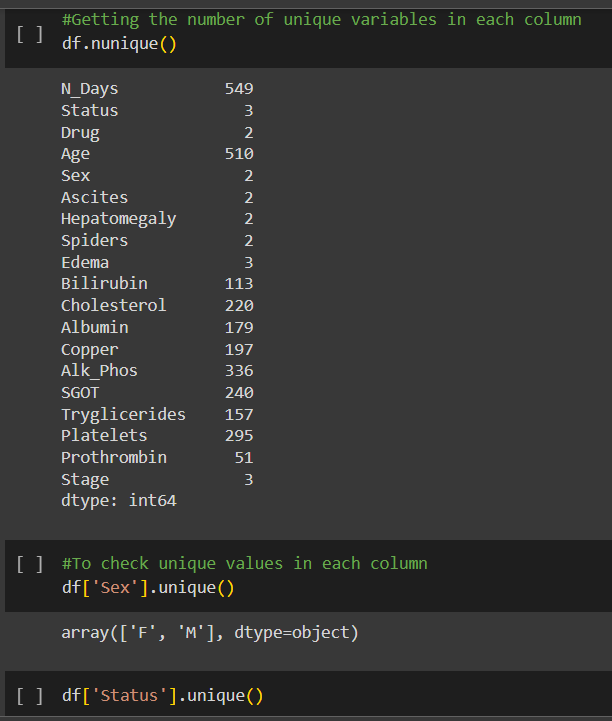 [ ] #Getting the number of unique variables in each column
df.nunique()
N_Days 549
Status 3
Drug 2
Age 510
Sex 2
Ascites 2
Hepatomegaly 2
Spiders 2
Edema 3
Bilirubin 113
Cholesterol 220
Albumin 179
Copper 197
Alk_Phos 336
SGOT 240
Tryglicerides 157
Platelets 295
Prothrombin 51
Stage 3
dtype: int64
[ ] #To check unique values in each column
df['Sex'].unique()
array(['F', 'M'], dtype=object)
[ ] df['Status'].unique()